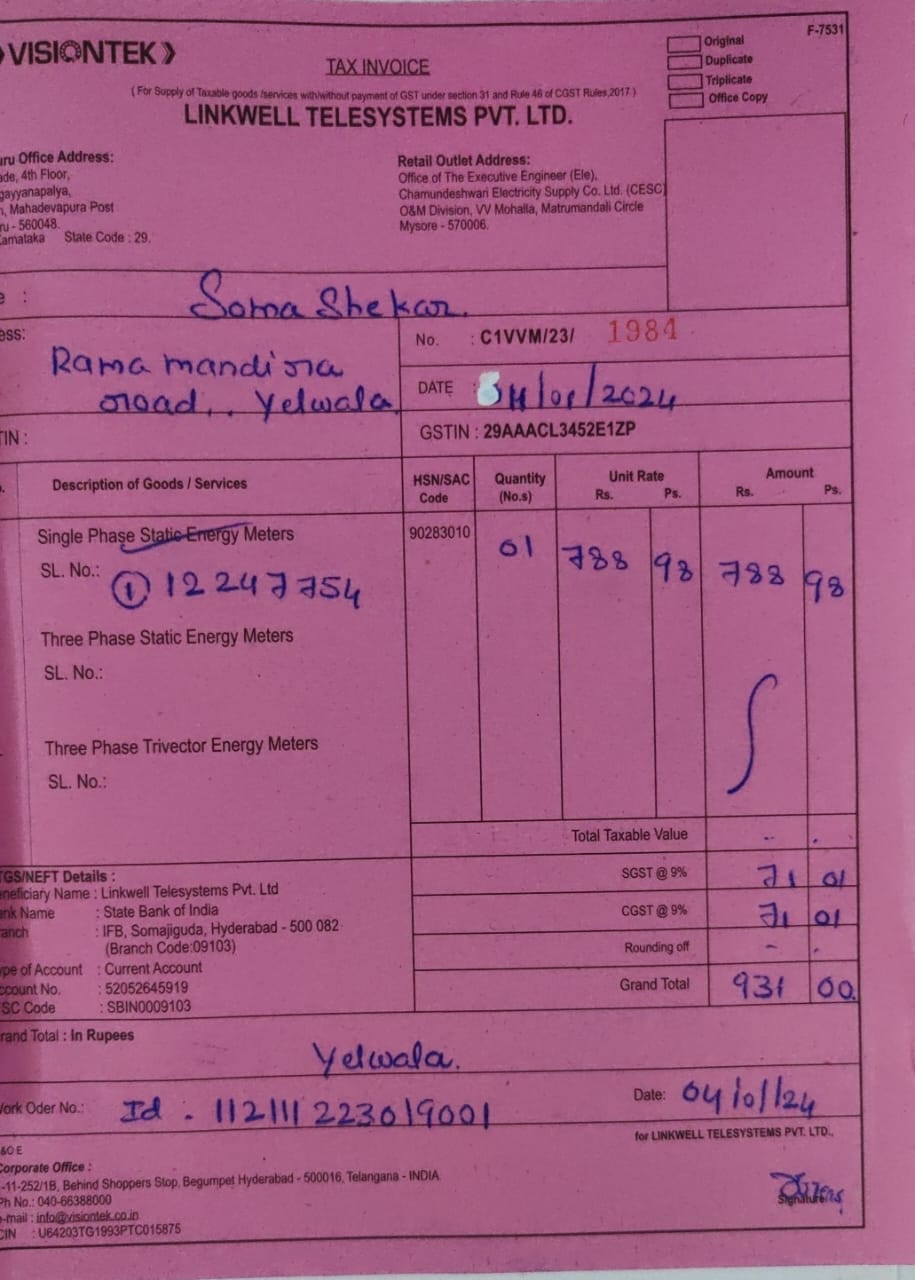 VISIONTEK
F-7531
Original
Duplicate
Triplicate
Office Copy
TAX INVOICE
( For Supply of Taxable goods /services with/without payment of GST under section 31 and Rule 46 of CGST Rules,2017 )
LINKWELL TELESYSTEMS PVT. LTD.
uru Office Address:
ade, 4th Floor,
gayyanapalya,
n, Mahadevapura Post
ru - 560048.
Karnataka State Code : 29.
Retail Outlet Address:
Office of The Executive Engineer (Ele),
Chamundeshwari Electricity Supply Co. Ltd. (CESC)
O&M Division, VV Mohalla, Matrumandali Circle
Mysore - 570006.
e : Soma Shekar.
ess:
Rama mandira
road,. Yelwala
No. : C1VVM/23/ 1984
DATE : /01/2024
TIN :
GSTIN : 29AAACL3452E1ZP
Description of Goods / Services HSN/SAC Code Quantity (No.s) Unit Rate Rs. Ps. Amount Rs. Ps.
Single Phase Static Energy Meters 90283010 01 788 98 788 98
SL. No.: ① 12247754
Three Phase Static Energy Meters
SL. No.:
Three Phase Trivector Energy Meters
SL. No.:
Total Taxable Value
SGST @ 9% 71 01
CGST @ 9% 71 01
Rounding off
Grand Total 931 00
TGS/NEFT Details :
eneficiary Name : Linkwell Telesystems Pvt. Ltd
ank Name : State Bank of India
anch : IFB, Somajiguda, Hyderabad - 500 082
(Branch Code:09103)
ype of Account : Current Account
ccount No. : 52052645919
SC Code : SBIN0009103
rand Total : In Rupees
Yelwala.
Work Oder No.: Id - 112111223019001
Date: 04/01/24
for LINKWELL TELESYSTEMS PVT. LTD.,
&O E
Corporate Office :
-11-252/1B, Behind Shoppers Stop, Begumpet Hyderabad - 500016, Telangana - INDIA
Ph No.: 040-66388000
e-mail : info@visiontek.co.in
CIN : U64203TG1993PTC015875
Signature